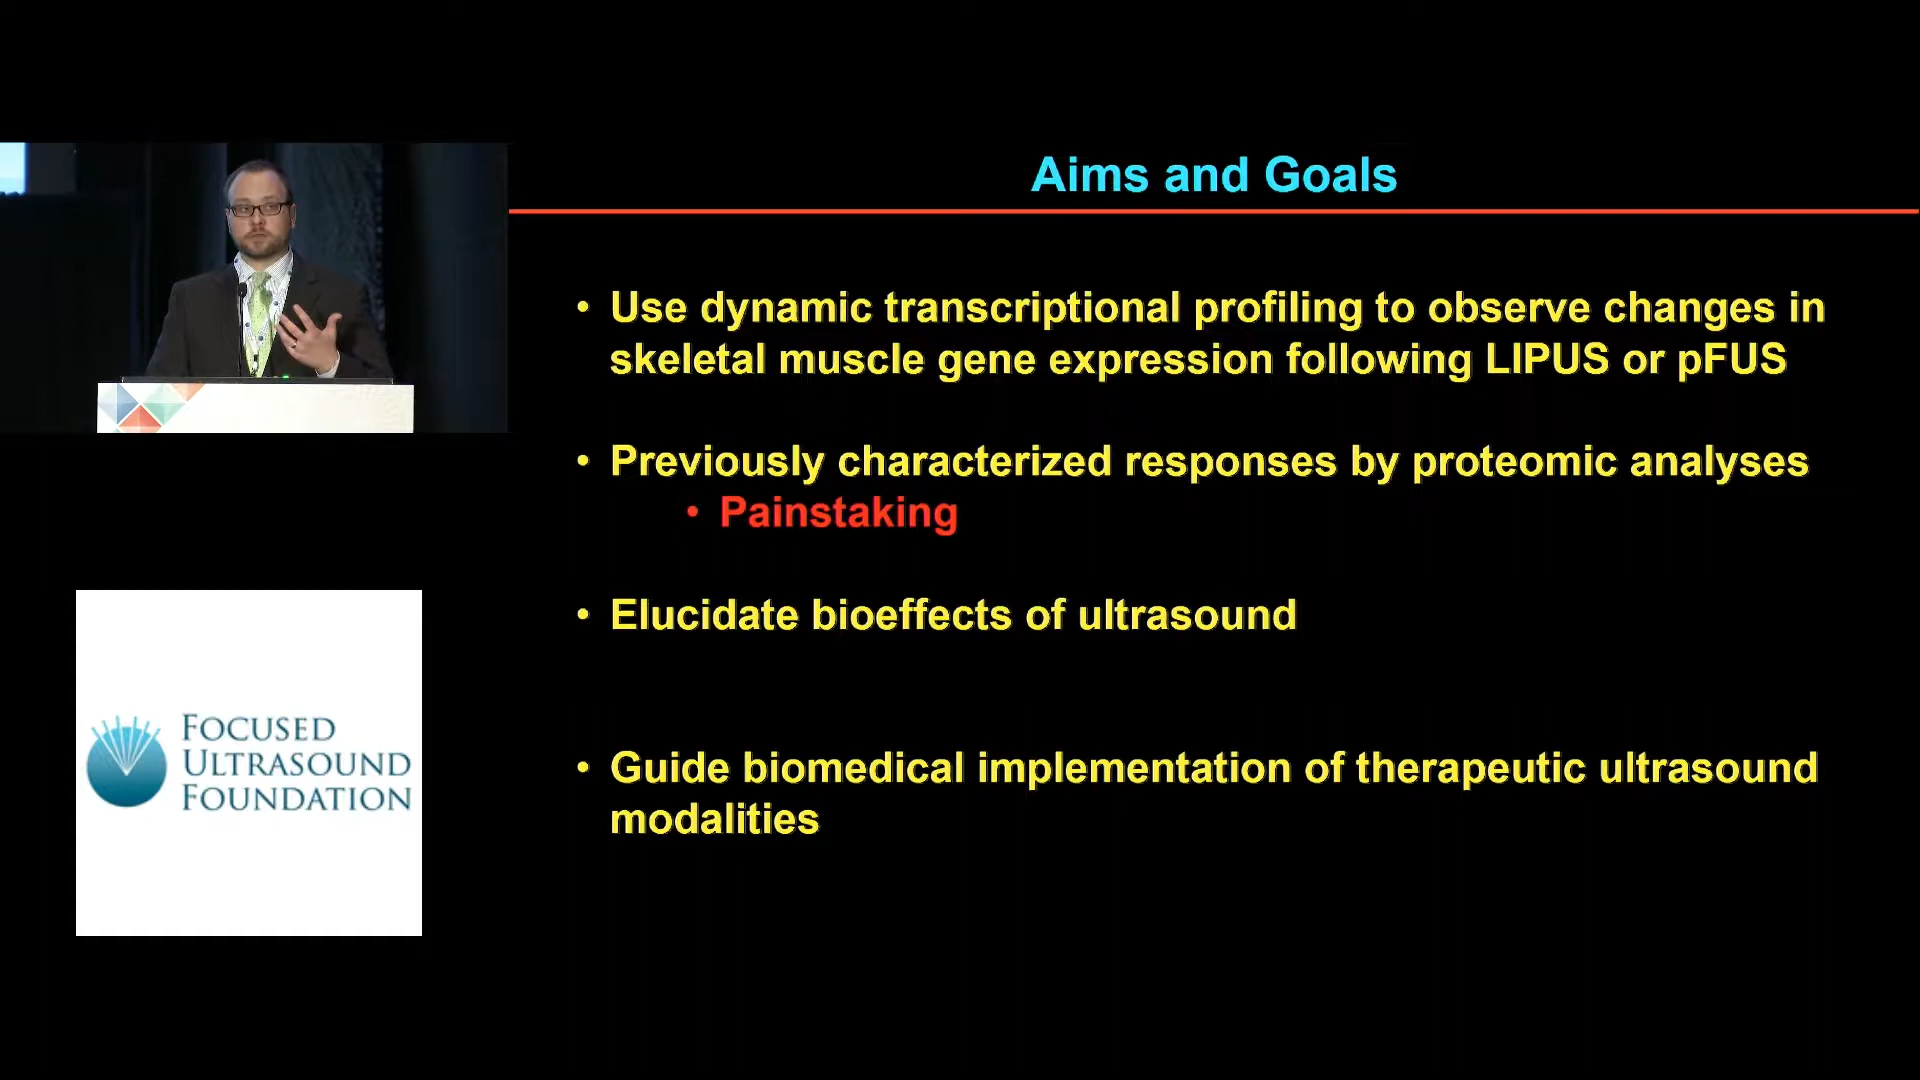 Aims and Goals
• Use dynamic transcriptional profiling to observe changes in
skeletal muscle gene expression following LIPUS or pFUS
• Previously characterized responses by proteomic analyses
• Painstaking
• Elucidate bioeffects of ultrasound
• Guide biomedical implementation of therapeutic ultrasound
modalities
FOCUSED
ULTRASOUND
FOUNDATION